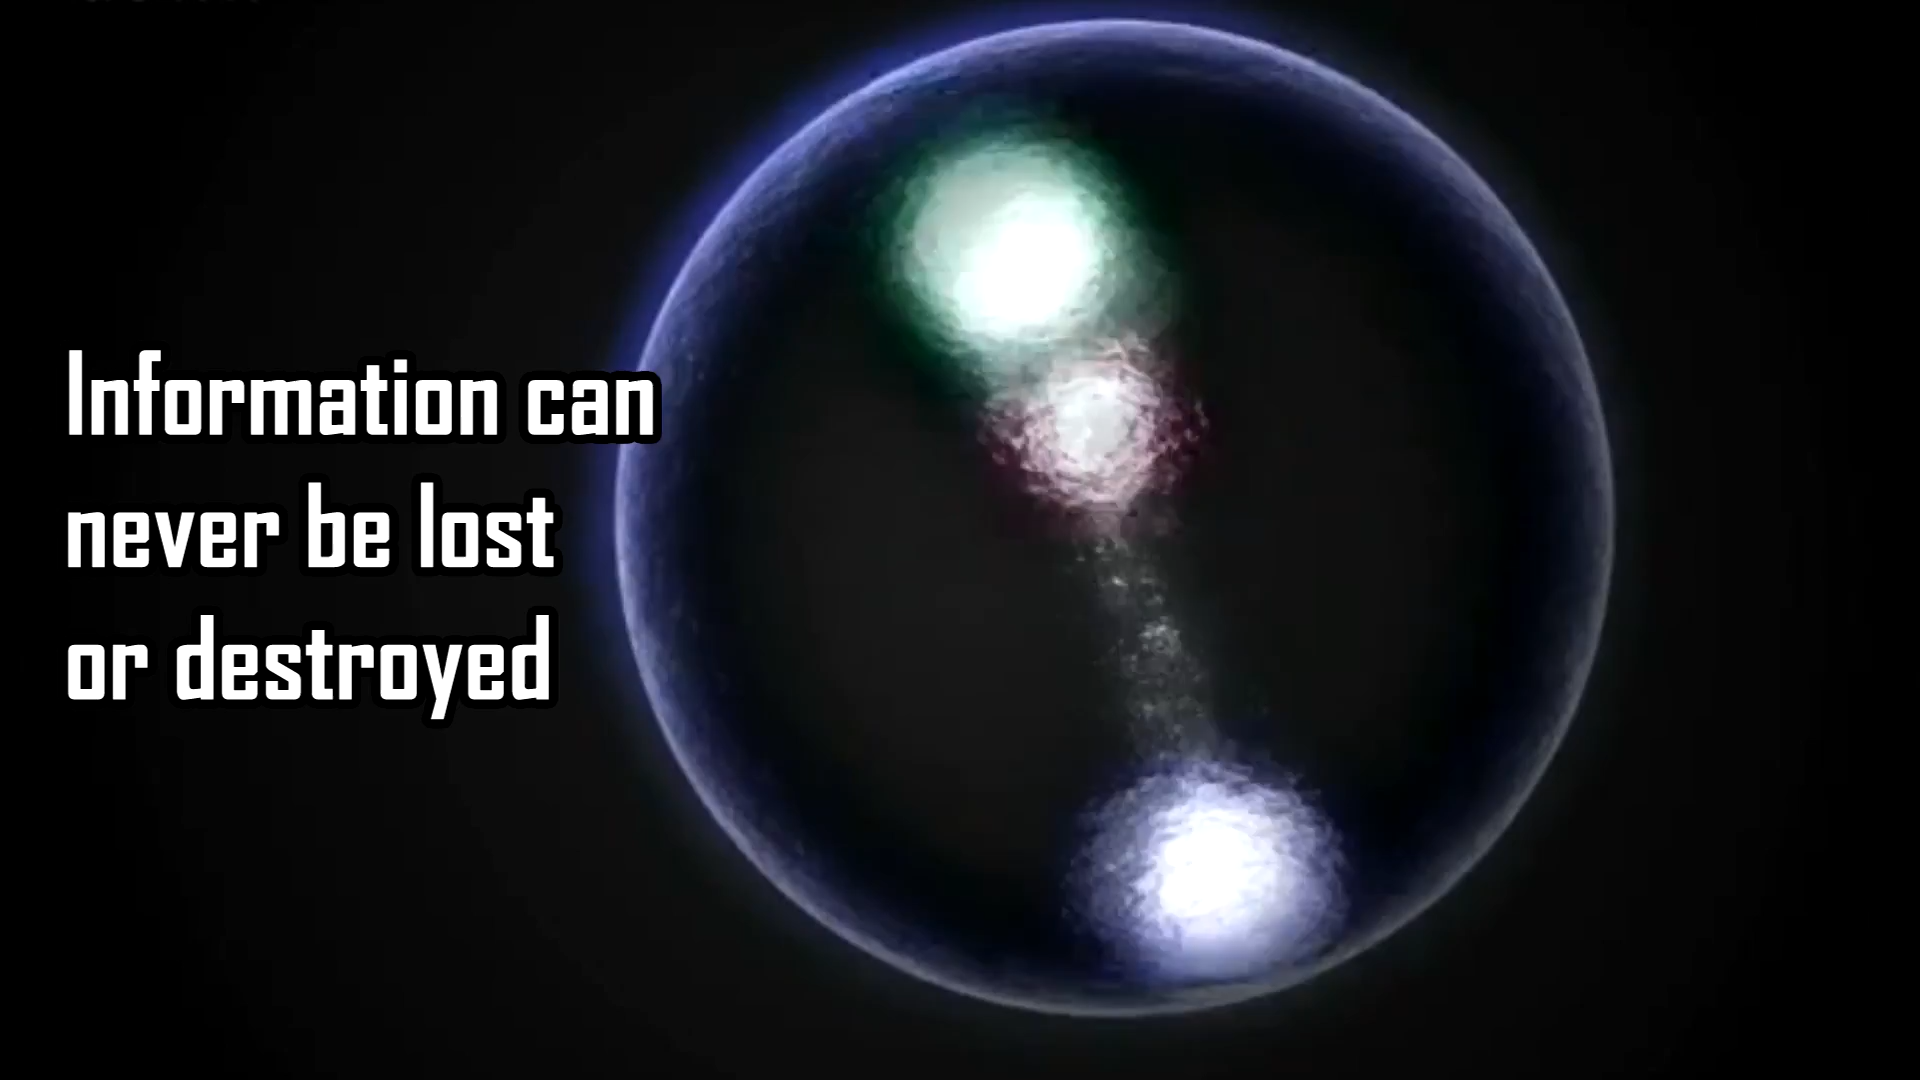 Information can
never be lost
or destroyed